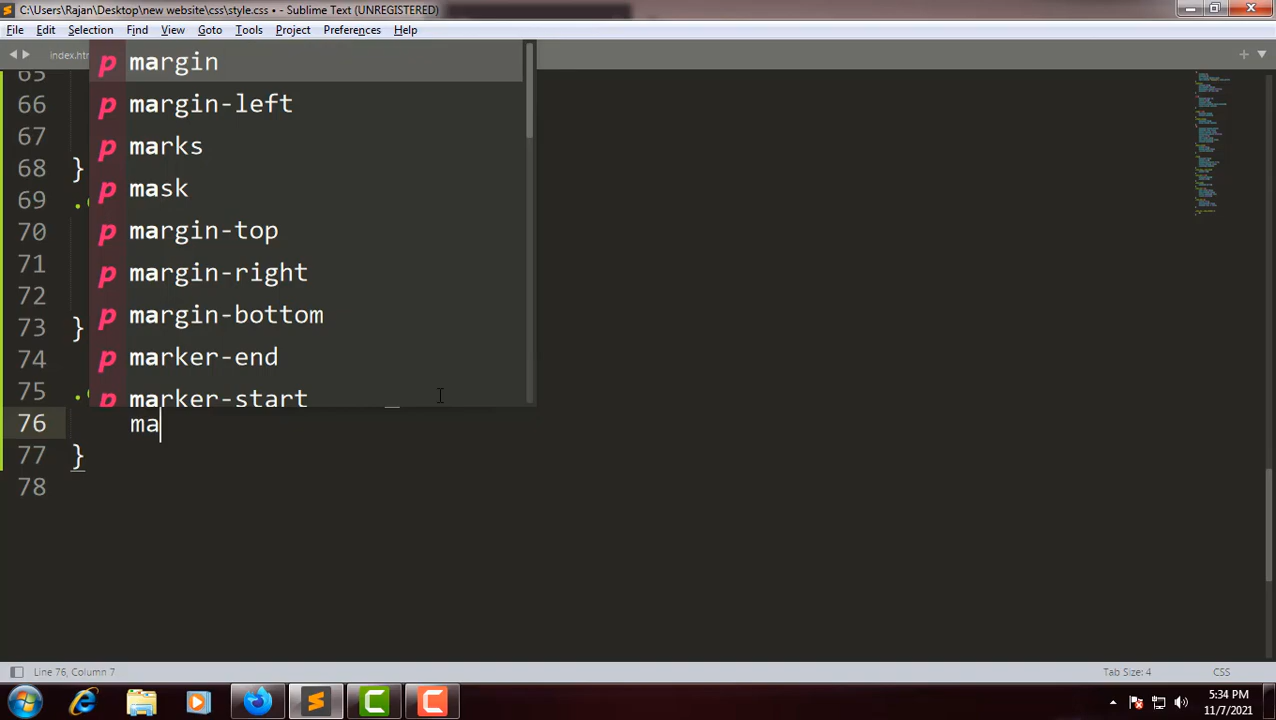 C:\Users\Rajan\Desktop\new website\css\style.css • - Sublime Text (UNREGISTERED)
File Edit Selection Find View Goto Tools Project Preferences Help
index.htm
65
66
67
68 }
69 .
70
71
72
73 }
74
75 .
76 ma
77 }
78
p margin
p margin-left
p marks
p mask
p margin-top
p margin-right
p margin-bottom
p marker-end
p marker-start
Line 76, Column 7
Tab Size: 4
CSS
5:34 PM
11/7/2021